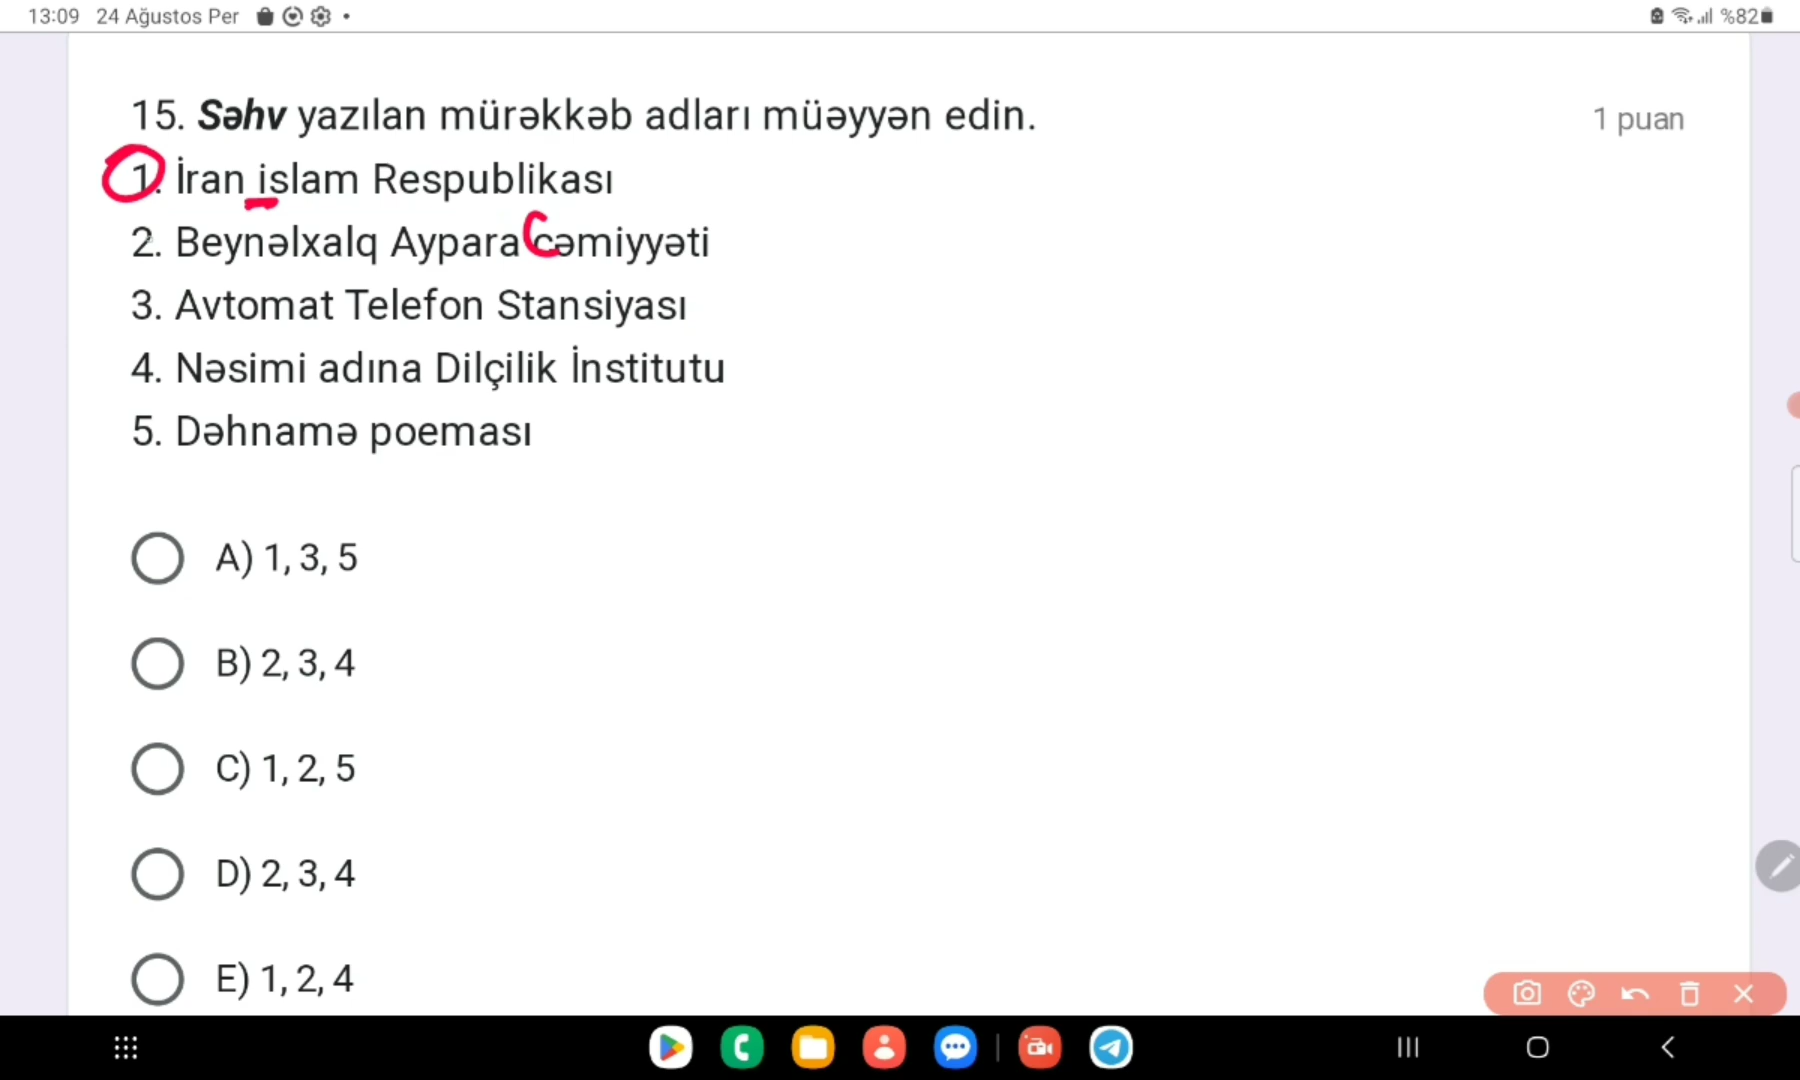 13:09 24 Ağustos Per %82
15. Səhv yazılan mürəkkəb adları müəyyən edin. 1 puan
1. İran islam Respublikası
2. Beynəlxalq Aypara cəmiyyəti
3. Avtomat Telefon Stansiyası
4. Nəsimi adına Dilçilik İnstitutu
5. Dəhnamə poeması
A) 1, 3, 5
B) 2, 3, 4
C) 1, 2, 5
D) 2, 3, 4
E) 1, 2, 4